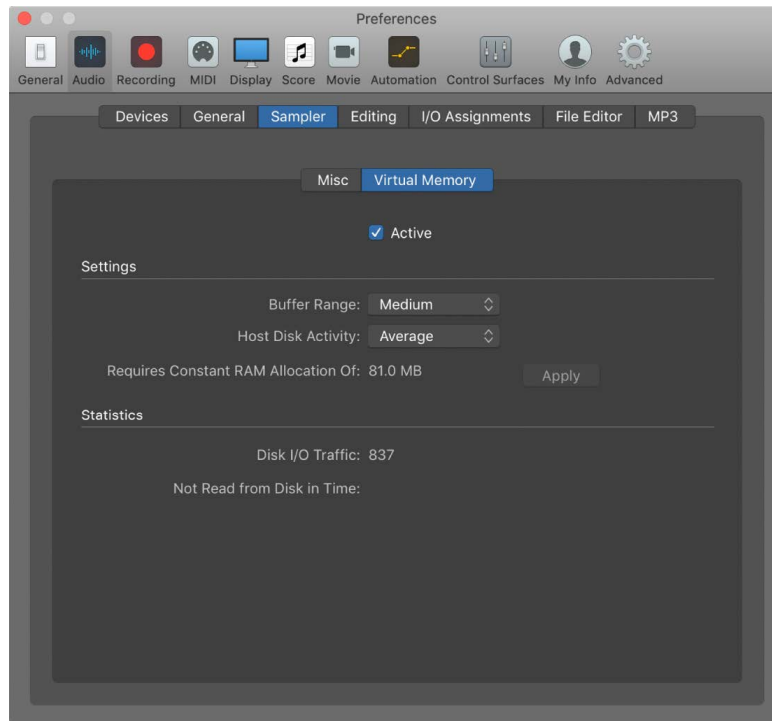 Preferences
General Audio Recording MIDI Display Score Movie Automation Control Surfaces My Info Advanced
Devices General Sampler Editing I/O Assignments File Editor MP3
Misc Virtual Memory
Active
Settings
Buffer Range: Medium
Host Disk Activity: Average
Requires Constant RAM Allocation Of: 81.0 MB Apply
Statistics
Disk I/O Traffic: 837
Not Read from Disk in Time: